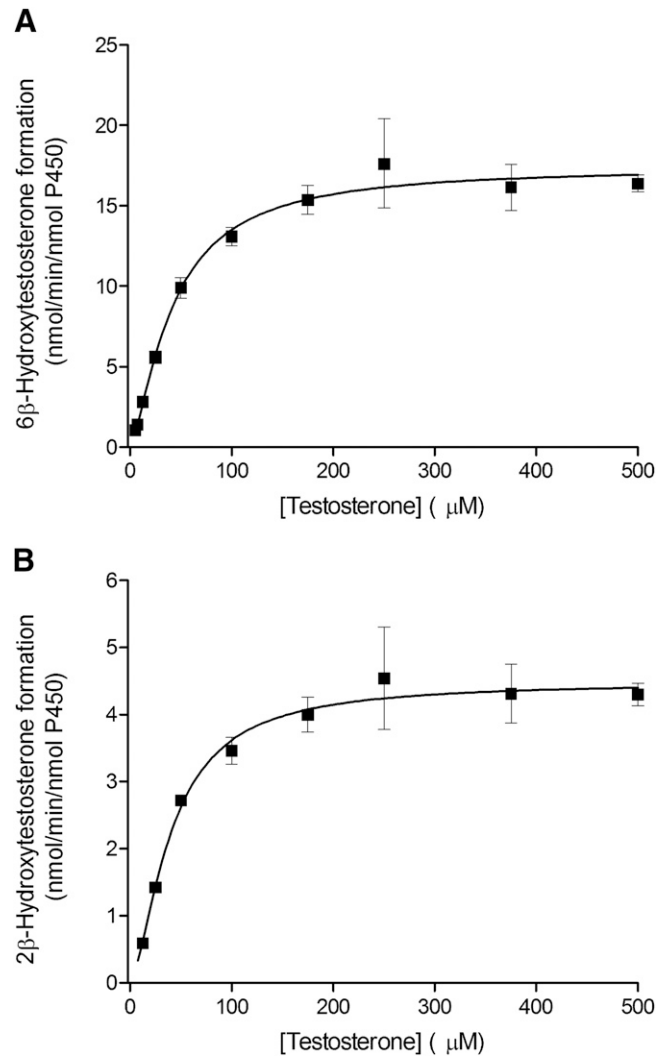 A
25
20
15
10
5
0
6β-Hydroxytestosterone formation
(nmol/min/nmol P450)
0 100 200 300 400 500
[Testosterone] ( μM)
B
6
5
4
3
2
1
0
2β-Hydroxytestosterone formation
(nmol/min/nmol P450)
0 100 200 300 400 500
[Testosterone] ( μM)